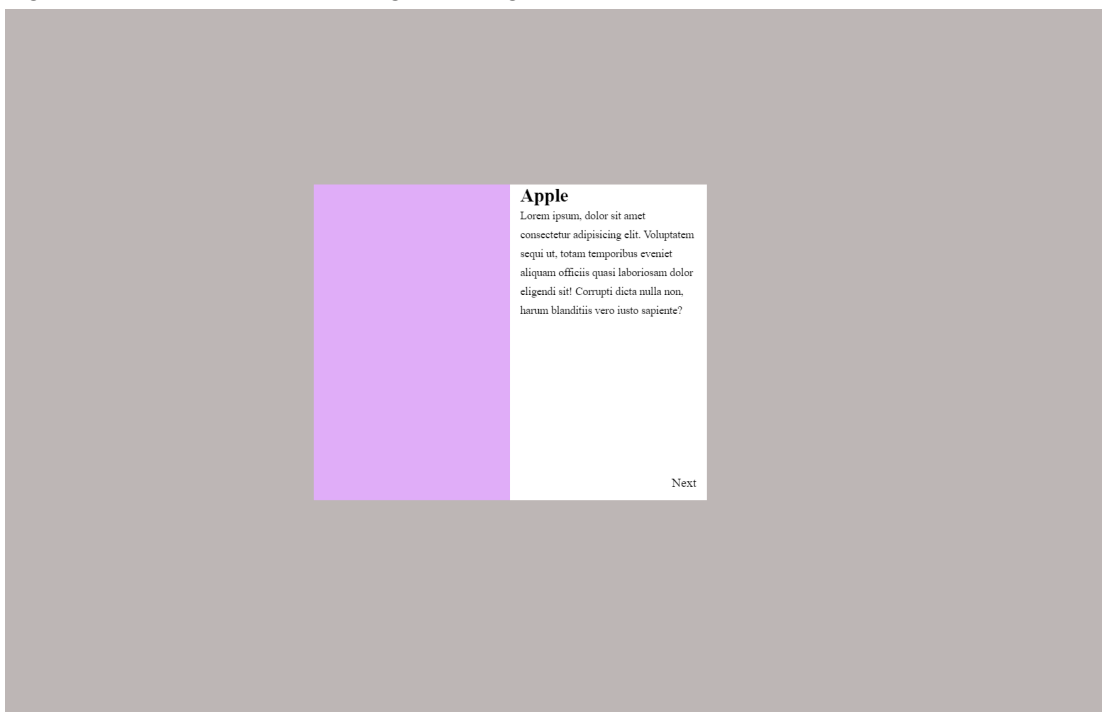 Apple
Lorem ipsum, dolor sit amet
consectetur adipisicing elit. Voluptatem
sequi ut, totam temporibus eveniet
aliquam officiis quasi laboriosam dolor
eligendi sit! Corrupti dicta nulla non,
harum blanditiis vero iusto sapiente?
Next